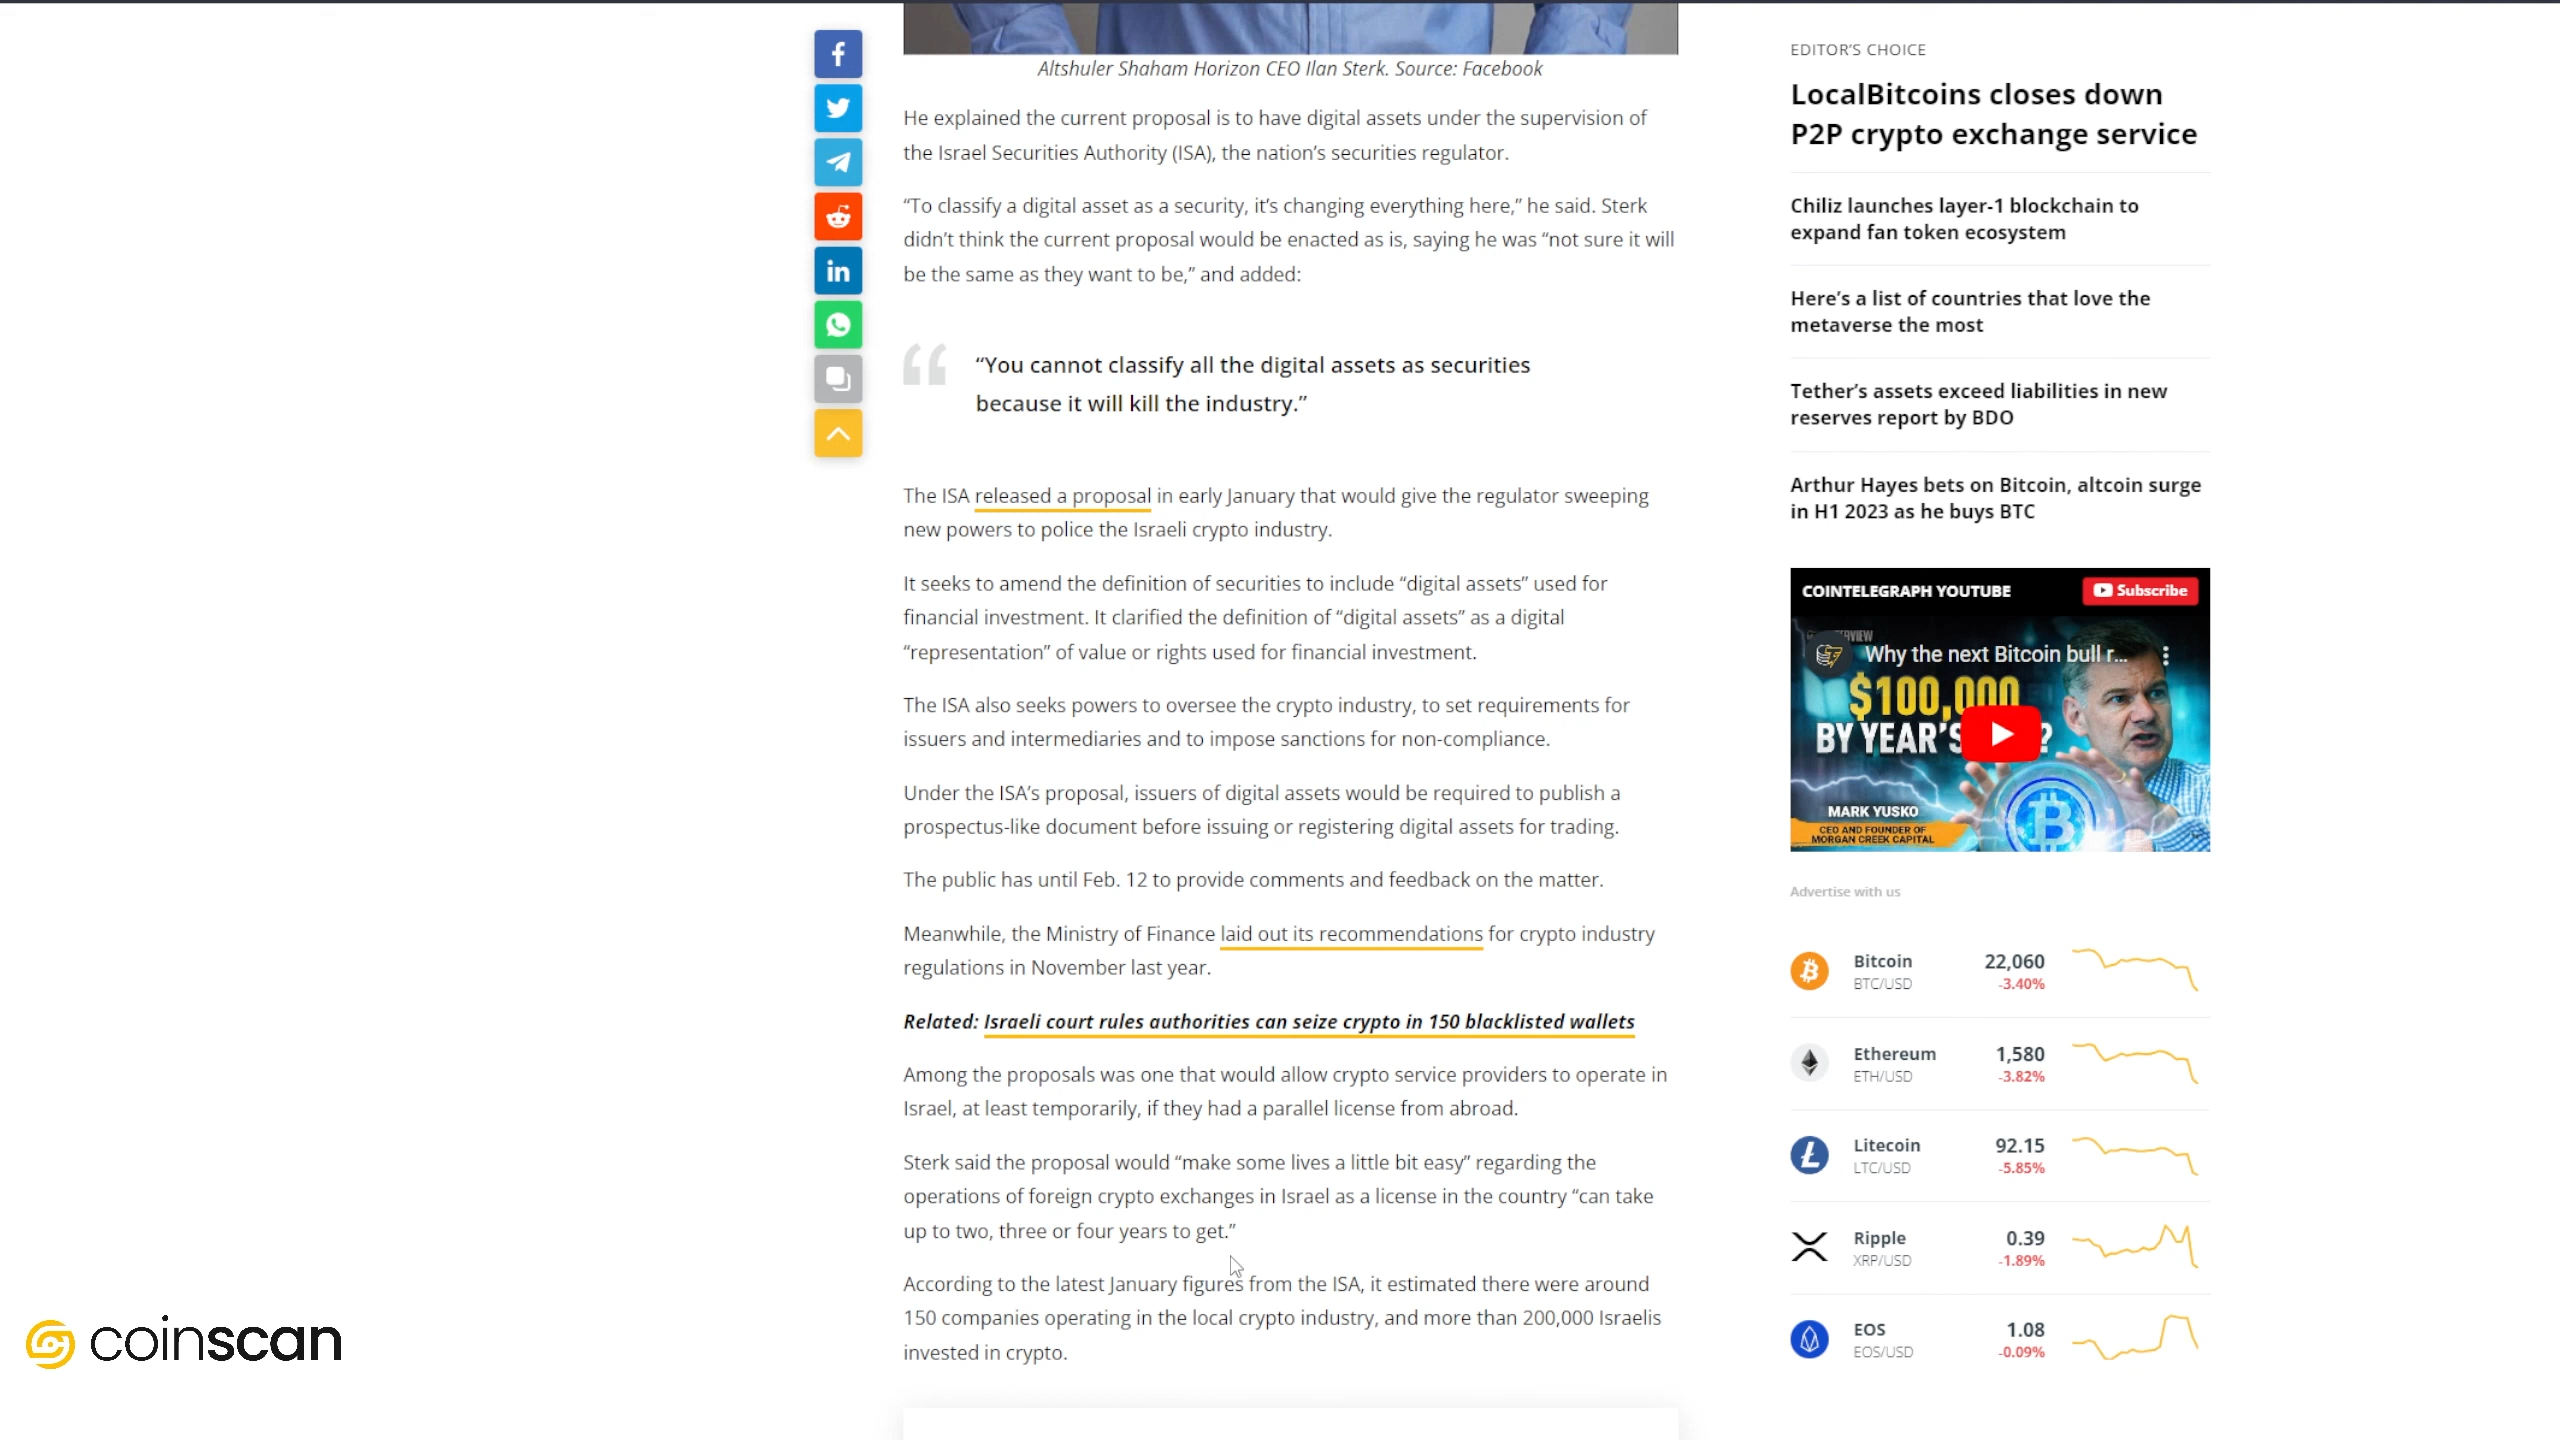 Altshuler Shaham Horizon CEO Ilan Sterk. Source: Facebook
He explained the current proposal is to have digital assets under the supervision of
the Israel Securities Authority (ISA), the nation’s securities regulator.
“To classify a digital asset as a security, it’s changing everything here,” he said. Sterk
didn’t think the current proposal would be enacted as is, saying he was “not sure it will
be the same as they want to be,” and added:
“You cannot classify all the digital assets as securities
because it will kill the industry.”
The ISA released a proposal in early January that would give the regulator sweeping
new powers to police the Israeli crypto industry.
It seeks to amend the definition of securities to include “digital assets” used for
financial investment. It clarified the definition of “digital assets” as a digital
“representation” of value or rights used for financial investment.
The ISA also seeks powers to oversee the crypto industry, to set requirements for
issuers and intermediaries and to impose sanctions for non-compliance.
Under the ISA’s proposal, issuers of digital assets would be required to publish a
prospectus-like document before issuing or registering digital assets for trading.
The public has until Feb. 12 to provide comments and feedback on the matter.
Meanwhile, the Ministry of Finance laid out its recommendations for crypto industry
regulations in November last year.
Related: Israeli court rules authorities can seize crypto in 150 blacklisted wallets
Among the proposals was one that would allow crypto service providers to operate in
Israel, at least temporarily, if they had a parallel license from abroad.
Sterk said the proposal would “make some lives a little bit easy” regarding the
operations of foreign crypto exchanges in Israel as a license in the country “can take
up to two, three or four years to get.”
According to the latest January figures from the ISA, it estimated there were around
150 companies operating in the local crypto industry, and more than 200,000 Israelis
invested in crypto.
EDITOR’S CHOICE
LocalBitcoins closes down
P2P crypto exchange service
Chiliz launches layer-1 blockchain to
expand fan token ecosystem
Here’s a list of countries that love the
metaverse the most
Tether’s assets exceed liabilities in new
reserves report by BDO
Arthur Hayes bets on Bitcoin, altcoin surge
in H1 2023 as he buys BTC
COINTELEGRAPH YOUTUBE Subscribe
Why the next Bitcoin bull r...
$100,000
BY YEAR’S ?
MARK YUSKO
CEO AND FOUNDER OF
MORGAN CREEK CAPITAL
Advertise with us
Bitcoin 22,060
BTC/USD -3.40%
Ethereum 1,580
ETH/USD -3.82%
Litecoin 92.15
LTC/USD -5.85%
Ripple 0.39
XRP/USD -1.89%
EOS 1.08
EOS/USD -0.09%
coinscan